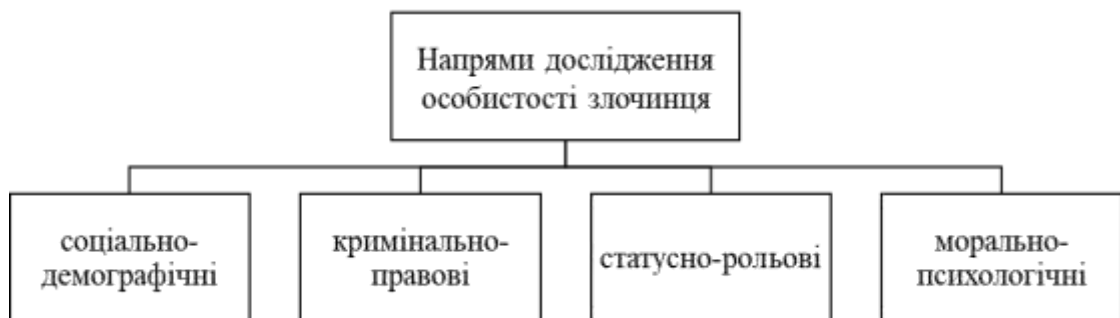 Напрями дослідження
особистості злочинця
соціально-
демографічні
кримінально-
правові
статусно-рольові
морально-
психологічні